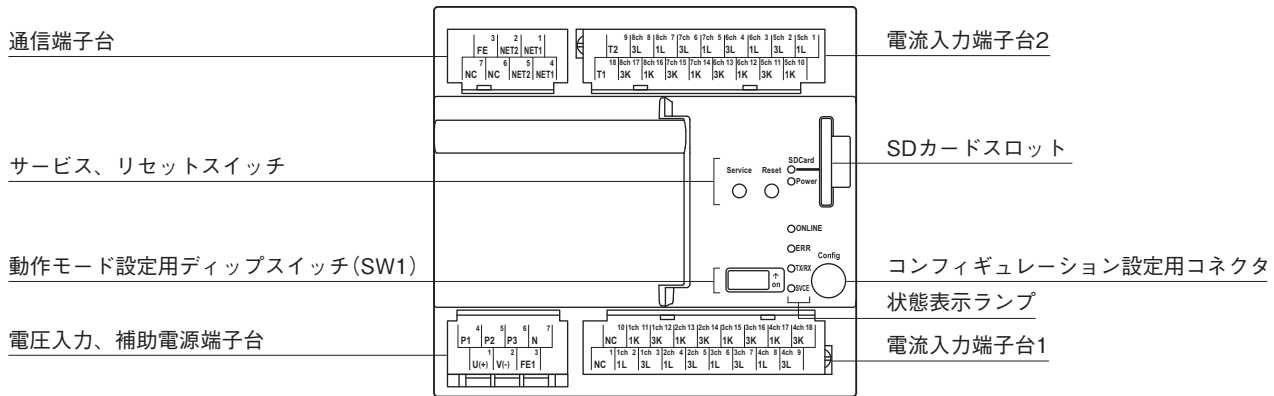 通信端子台
3 2 1
FE NET2 NET1
7 6 5 4
NC NC NET2 NET1
9 8ch 8 8ch 7 7ch 6 7ch 5 6ch 4 6ch 3 5ch 2 5ch 1
T2 3L 1L 3L 1L 3L 1L 3L 1L
18 8ch 17 8ch 16 7ch 15 7ch 14 6ch 13 6ch 12 5ch 11 5ch 10
T1 3K 1K 3K 1K 3K 1K 3K 1K
電流入力端子台2
サービス、リセットスイッチ
Service Reset SDCard
Power
SDカードスロット
ONLINE
ERR
Config
動作モード設定用ディップスイッチ(SW1)
↑
on
TX/RX
SVCE
コンフィギュレーション設定用コネクタ
状態表示ランプ
電圧入力、補助電源端子台
4 5 6 7
P1 P2 P3 N
1 2 3
U(+) V(-) FE1
10 1ch 11 1ch 12 2ch 13 2ch 14 3ch 15 3ch 16 4ch 17 4ch 18
NC 1K 3K 1K 3K 1K 3K 1K 3K
1 1ch 2 1ch 3 2ch 4 2ch 5 3ch 6 3ch 7 4ch 8 4ch 9
NC 1L 3L 1L 3L 1L 3L 1L 3L
電流入力端子台1